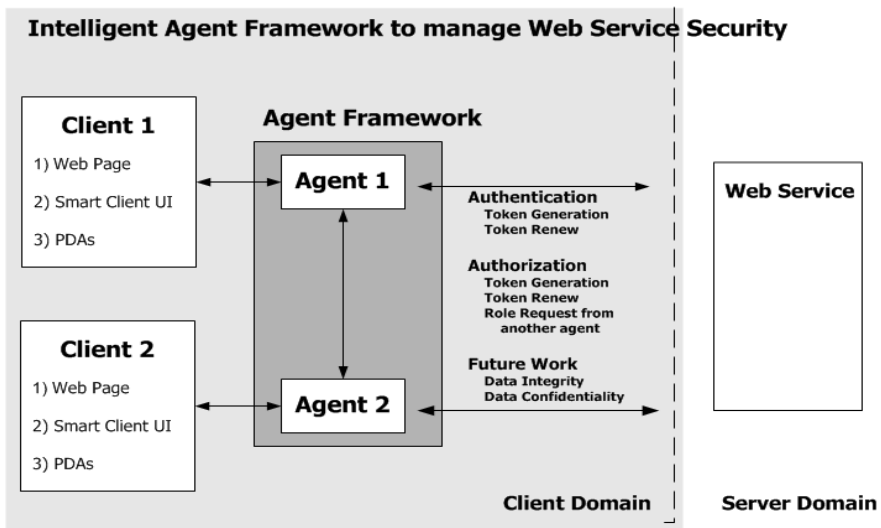 Intelligent Agent Framework to manage Web Service Security
Client 1
1) Web Page
2) Smart Client UI
3) PDAs
Agent Framework
Agent 1
Authentication
Token Generation
Token Renew
Authorization
Token Generation
Token Renew
Role Request from
another agent
Web Service
Client 2
1) Web Page
2) Smart Client UI
3) PDAs
Agent 2
Future Work
Data Integrity
Data Confidentiality
Client Domain
Server Domain